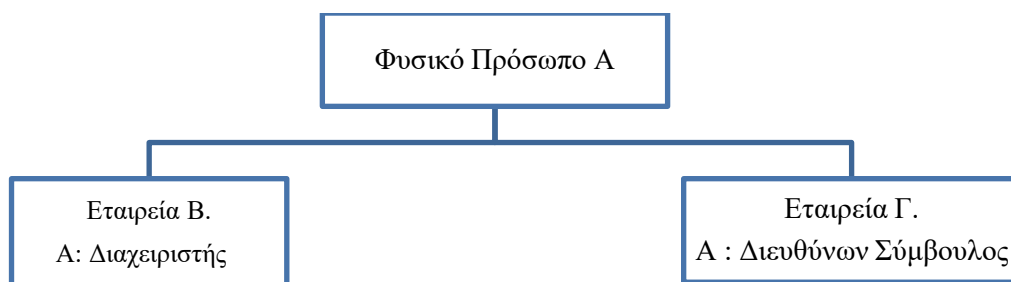 Φυσικό Πρόσωπο Α
Εταιρεία Β.
Α: Διαχειριστής
Εταιρεία Γ.
Α : Διευθύνων Σύμβουλος